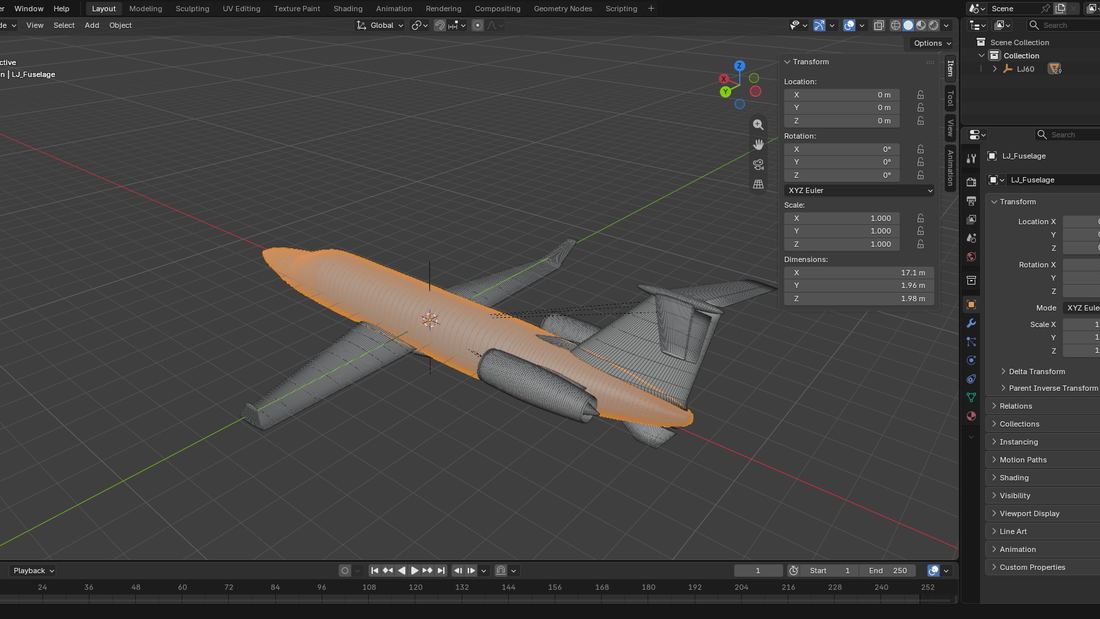 Window Help Layout Modeling Sculpting UV Editing Texture Paint Shading Animation Rendering Compositing Geometry Nodes Scripting + Scene
View Select Add Object Global Search
Options
Scene Collection
Collection
LJ60
ctive
n | LJ_Fuselage
Z
X
Y
Transform
Location:
X 0 m
Y 0 m
Z 0 m
Rotation:
X 0°
Y 0°
Z 0°
XYZ Euler
Scale:
X 1.000
Y 1.000
Z 1.000
Dimensions:
X 17.1 m
Y 1.96 m
Z 1.98 m
Item
Tool
View
Animation
Search
LJ_Fuselage
LJ_Fuselage
Transform
Location X
Y
Z
Rotation X
Y
Z
Mode XYZ Eule
Scale X 1
Y 1
Z 1
Delta Transform
Parent Inverse Transform
Relations
Collections
Instancing
Motion Paths
Shading
Visibility
Viewport Display
Line Art
Animation
Custom Properties
Playback 1 Start 1 End 250
24 36 48 60 72 84 96 108 120 132 144 156 168 180 192 204 216 228 240 252